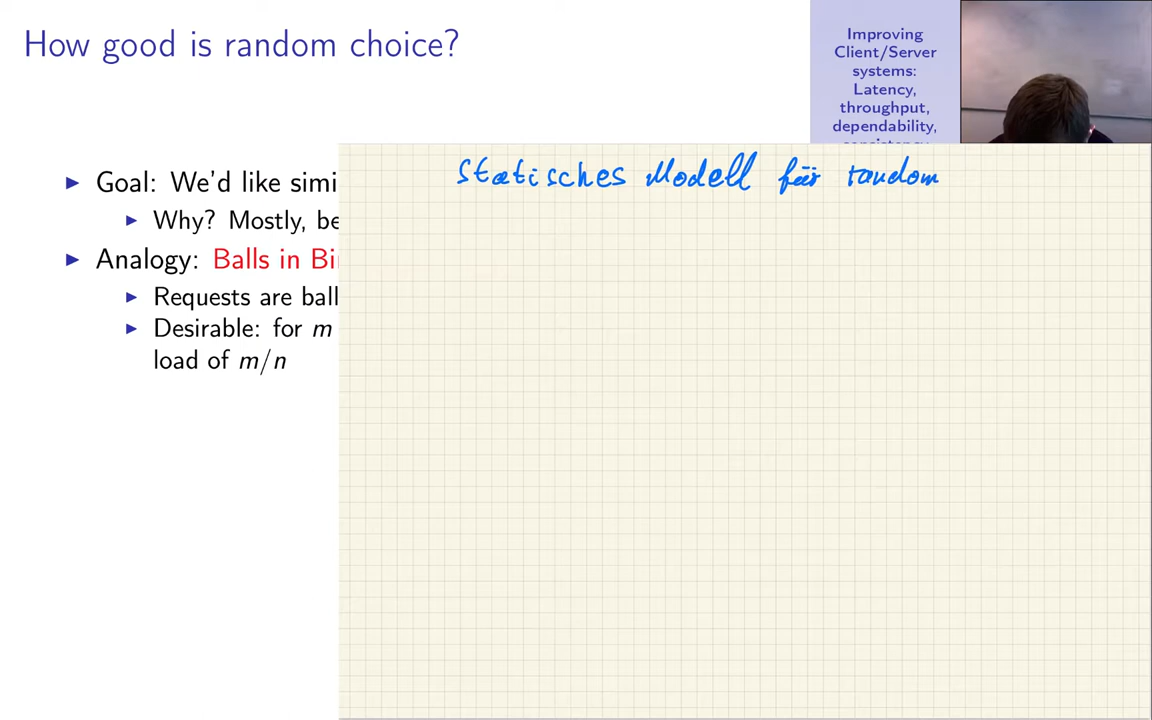 How good is random choice?
Improving
Client/Server
systems:
Latency,
throughput,
dependability,
consistency
Statisches Modell für random
Goal: We'd like simi
Why? Mostly, be
Analogy: Balls in Bi
Requests are ball
Desirable: for m
load of m/n